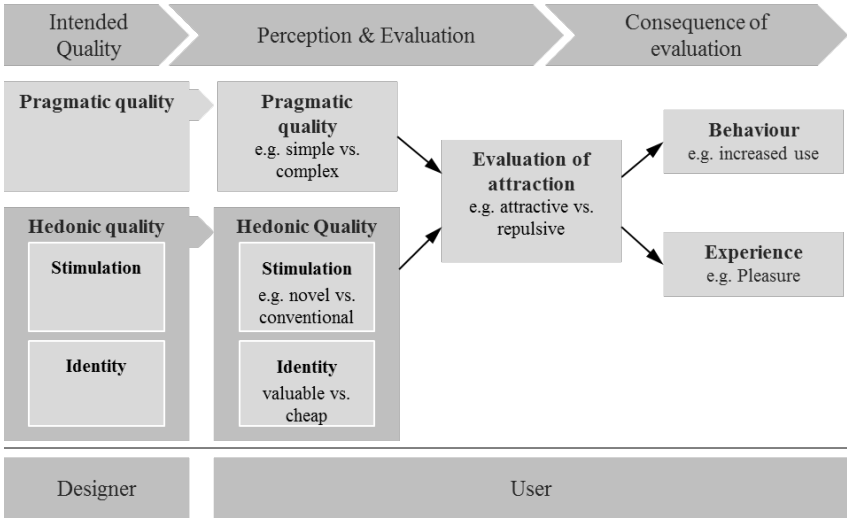 Intended
Quality
Perception & Evaluation
Consequence of
evaluation
Pragmatic quality
Pragmatic
quality
e.g. simple vs.
complex
Hedonic quality
Stimulation
Identity
Hedonic Quality
Stimulation
e.g. novel vs.
conventional
Identity
valuable vs.
cheap
Evaluation of
attraction
e.g. attractive vs.
repulsive
Behaviour
e.g. increased use
Experience
e.g. Pleasure
Designer
User